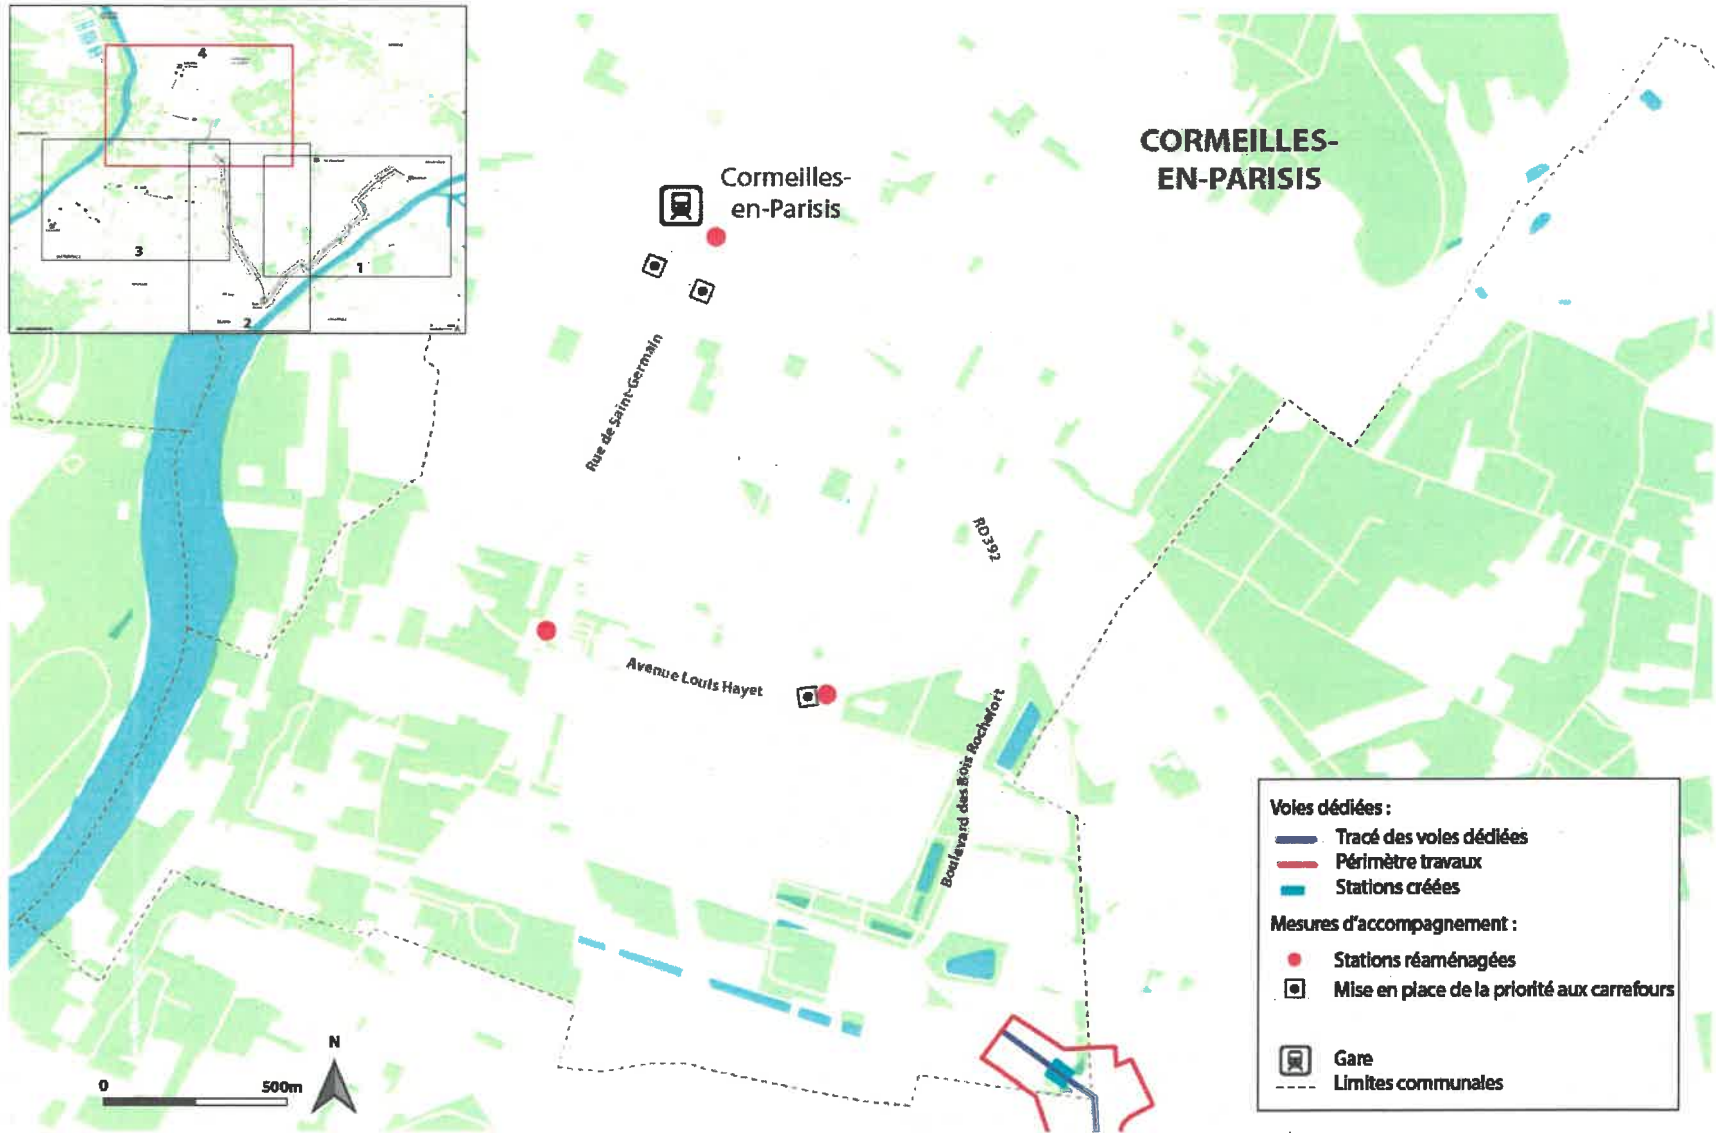 4
3
1
2
CORMEILLES-
EN-PARISIS
Cormeilles-
en-Parisis
Rue de Saint-Germain
RD392
Avenue Louis Hayet
Boulevard des Bois Rochefort
Voies dédiées :
Tracé des voies dédiées
Périmètre travaux
Stations créées
Mesures d'accompagnement :
Stations réaménagées
Mise en place de la priorité aux carrefours
Gare
Limites communales
N
0
500m